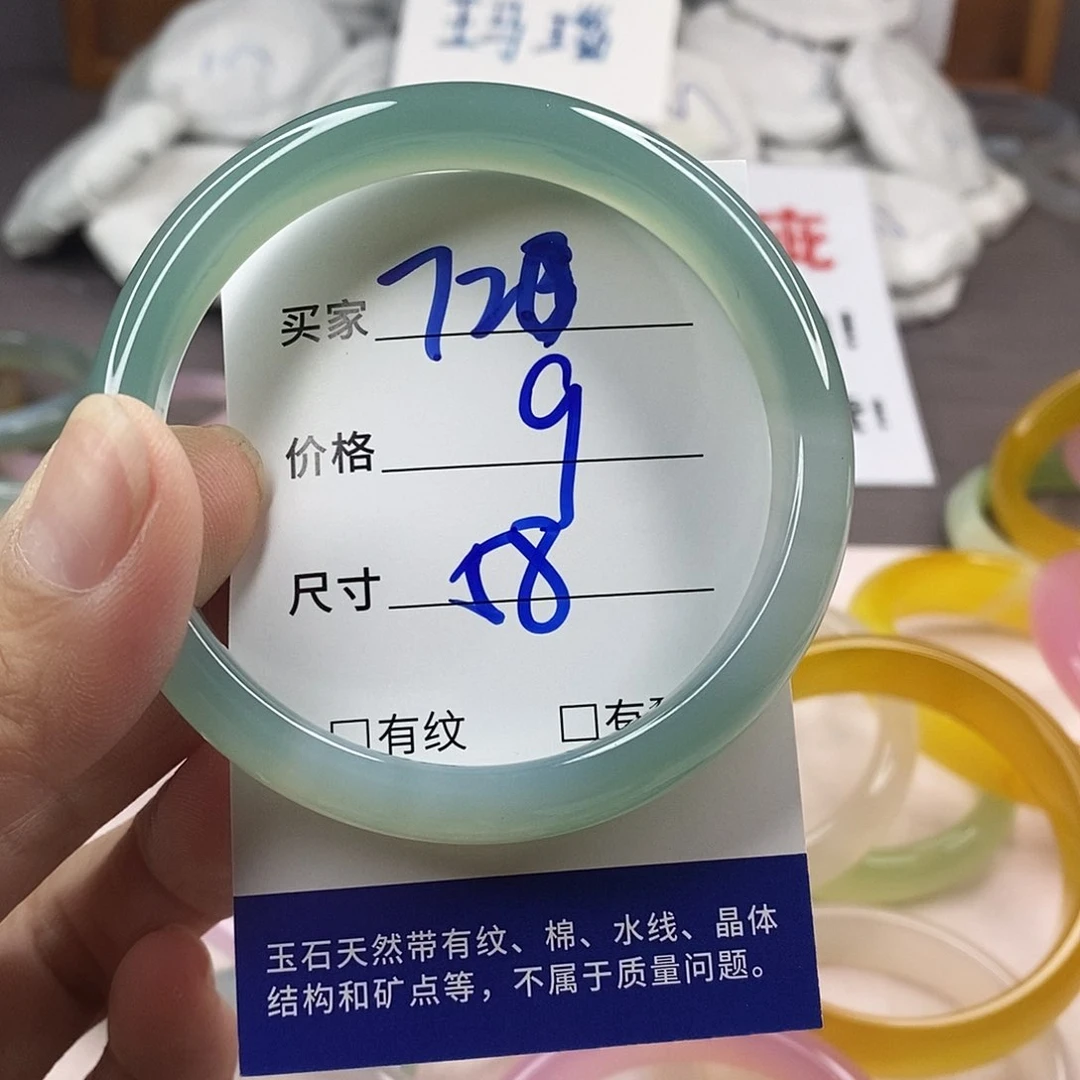 玛瑙
疵
！
！
买家 728
价格 9
尺寸 58
□有纹 □有
玉石天然带有纹、棉、水线、晶体
结构和矿点等，不属于质量问题。